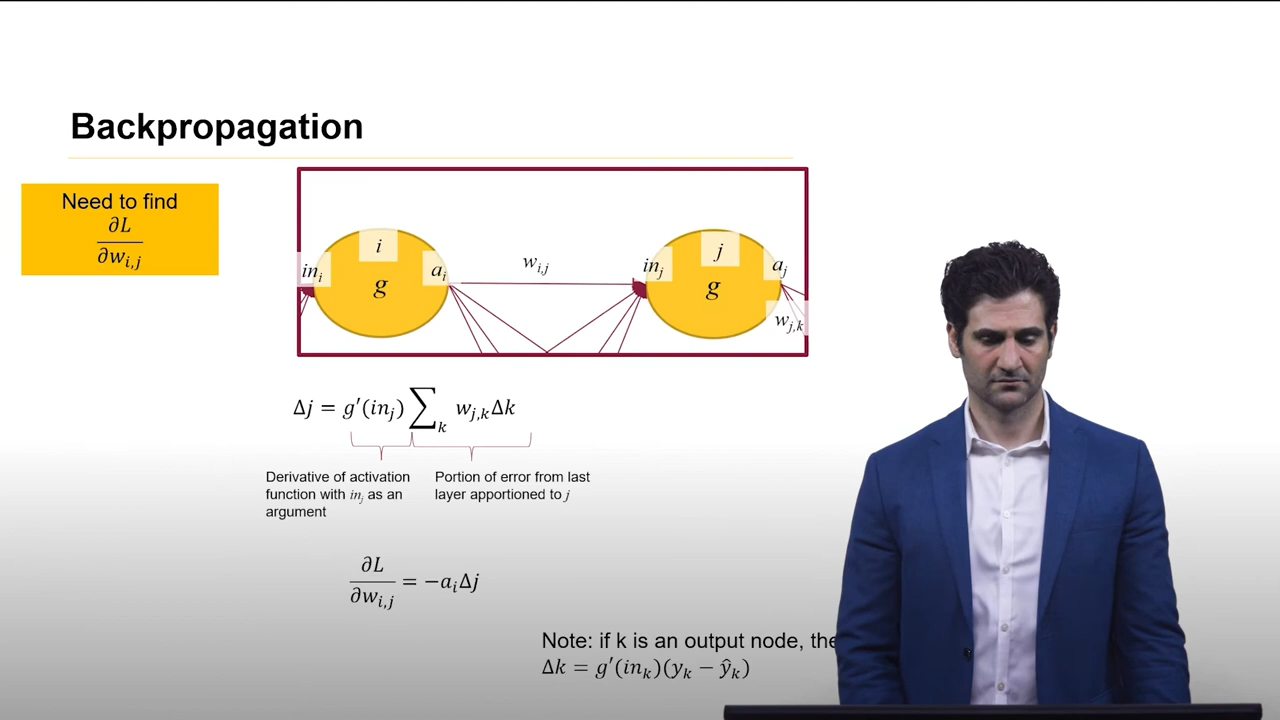 Backpropagation
Need to find
∂L
∂w_{i,j}
i
j
in_i
g
a_i
w_{i,j}
in_j
g
a_j
w_{j,k}
Δj = g′(in_j) ∑_k w_{j,k}Δk
Derivative of activation
function with in_j as an
argument
Portion of error from last
layer apportioned to j
∂L/∂w_{i,j} = −a_iΔj
Note: if k is an output node,
Δk = g′(in_k)(y_k − ŷ_k)